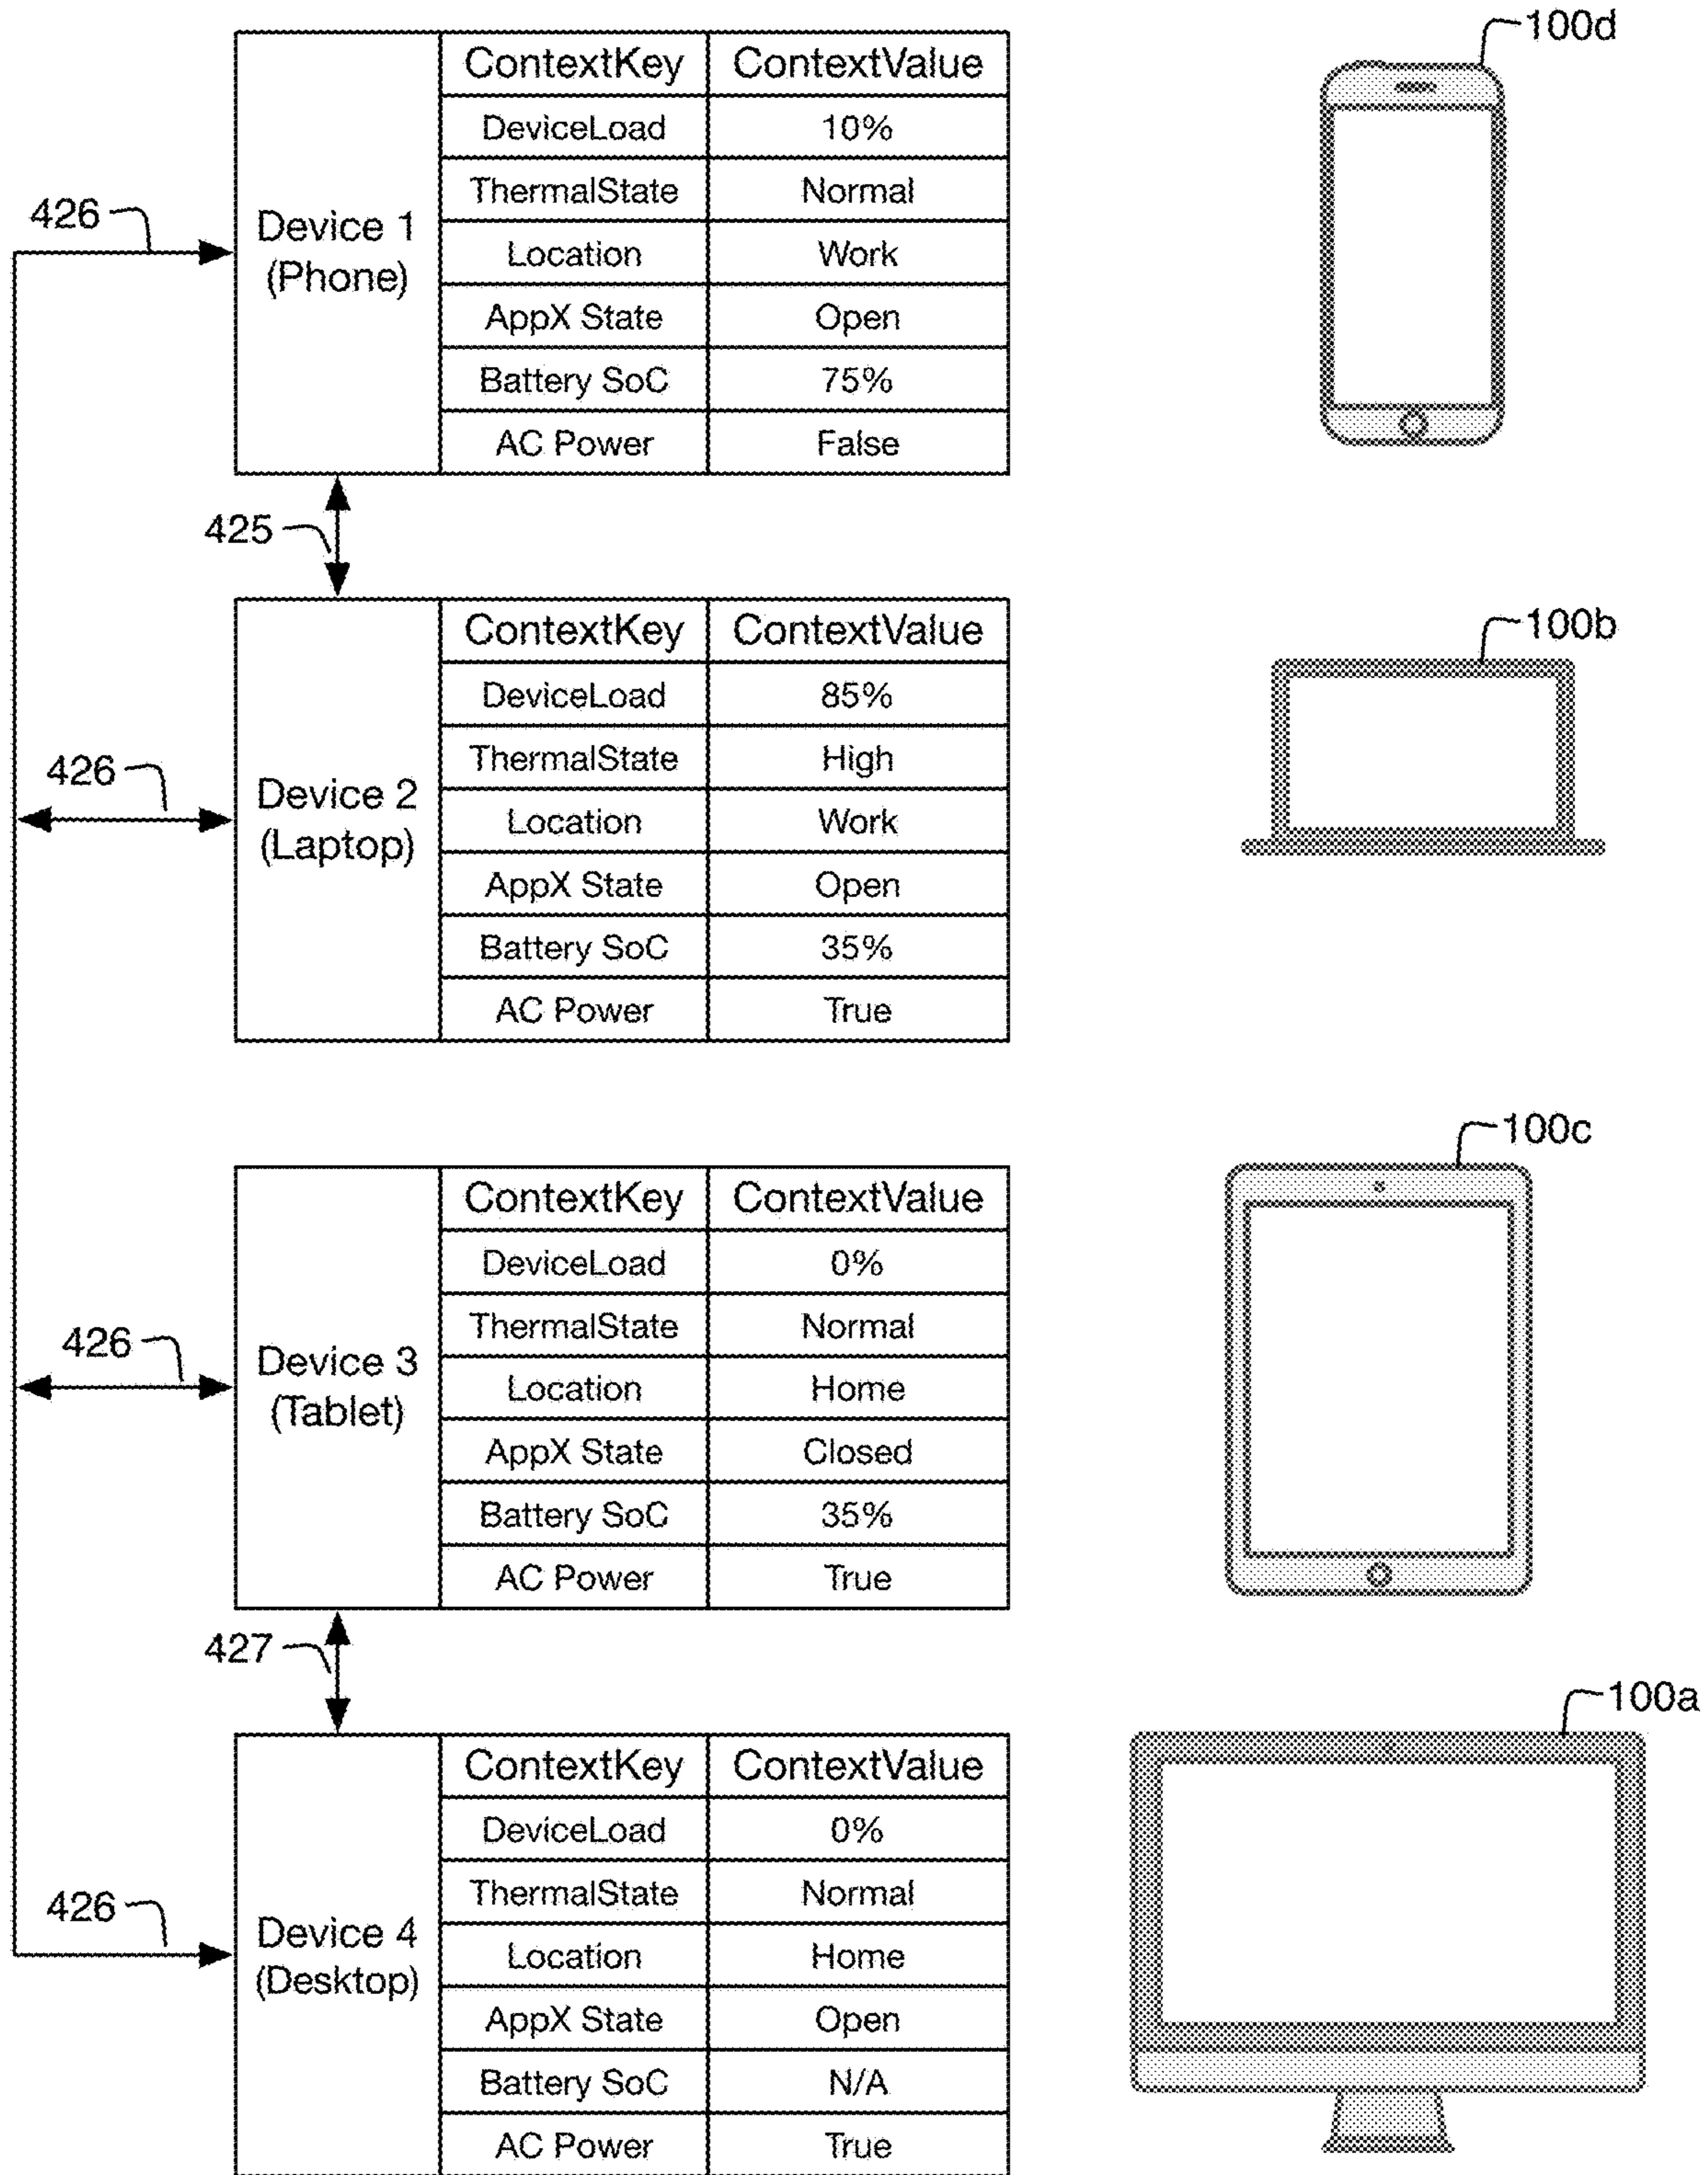 100d
ContextKey ContextValue
DeviceLoad 10%
ThermalState Normal
426
Device 1
(Phone)
Location Work
AppX State Open
Battery SoC 75%
AC Power False
425
100b
ContextKey ContextValue
DeviceLoad 85%
ThermalState High
426
Device 2
(Laptop)
Location Work
AppX State Open
Battery SoC 35%
AC Power True
100c
ContextKey ContextValue
DeviceLoad 0%
ThermalState Normal
426
Device 3
(Tablet)
Location Home
AppX State Closed
Battery SoC 35%
AC Power True
427
100a
ContextKey ContextValue
DeviceLoad 0%
ThermalState Normal
426
Device 4
(Desktop)
Location Home
AppX State Open
Battery SoC N/A
AC Power True